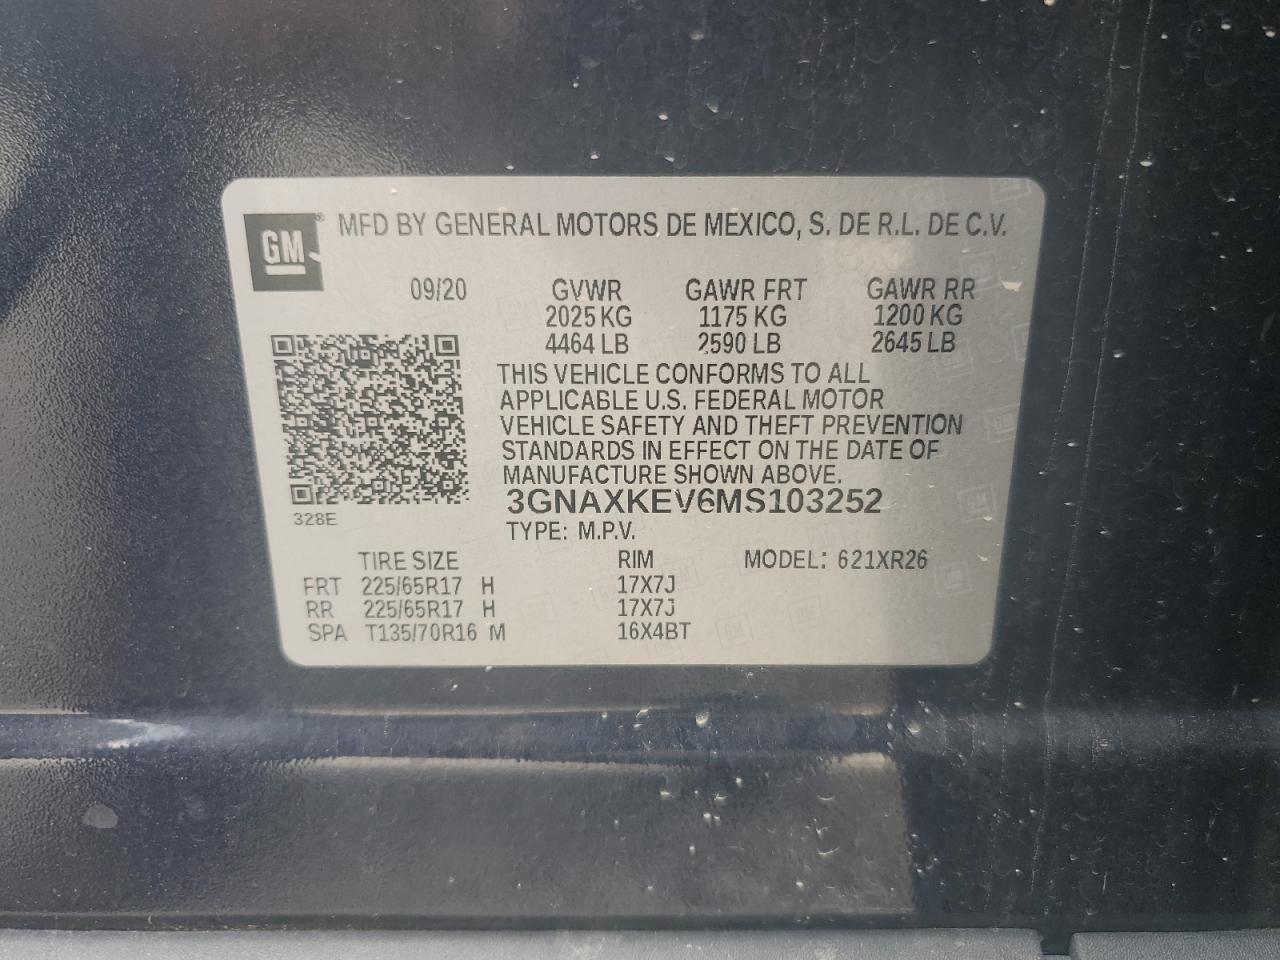 GM® MFD BY GENERAL MOTORS DE MEXICO, S. DE R.L. DE C.V.
09/20 GVWR GAWR FRT GAWR RR
2025 KG 1175 KG 1200 KG
4464 LB 2590 LB 2645 LB
THIS VEHICLE CONFORMS TO ALL
APPLICABLE U.S. FEDERAL MOTOR
VEHICLE SAFETY AND THEFT PREVENTION
STANDARDS IN EFFECT ON THE DATE OF
MANUFACTURE SHOWN ABOVE.
3GNAXKEV6MS103252
328E
TYPE: M.P.V.
TIRE SIZE RIM MODEL: 621XR26
FRT 225/65R17 H 17X7J
RR 225/65R17 H 17X7J
SPA T135/70R16 M 16X4BT